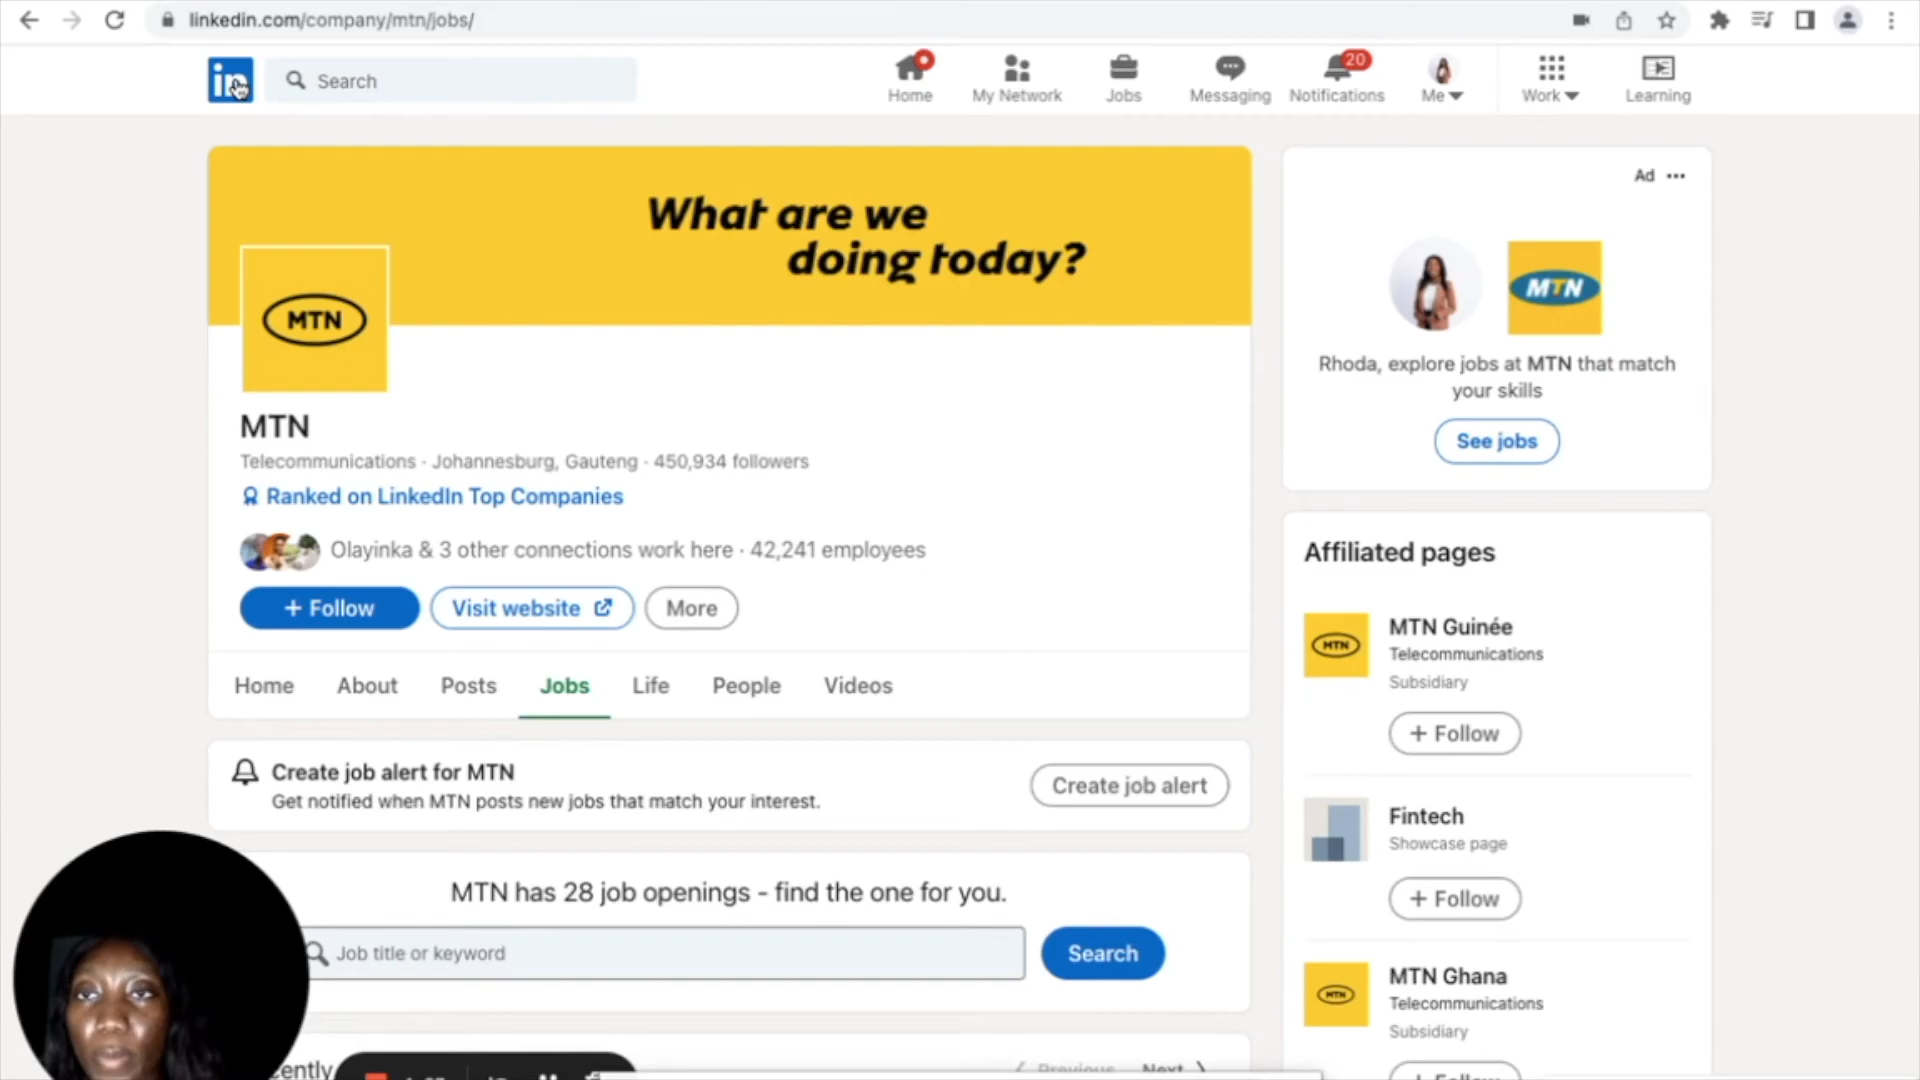 linkedin.com/company/mtn/jobs/
in
Search
Home
My Network
Jobs
Messaging
20
Notifications
Me
Work
Learning
What are we
doing today?
MTN
MTN
Telecommunications · Johannesburg, Gauteng · 450,934 followers
Ranked on LinkedIn Top Companies
Olayinka & 3 other connections work here · 42,241 employees
+ Follow
Visit website
More
Home
About
Posts
Jobs
Life
People
Videos
Create job alert for MTN
Get notified when MTN posts new jobs that match your interest.
Create job alert
MTN has 28 job openings - find the one for you.
Job title or keyword
Search
Previous
Next
Ad
MTN
Rhoda, explore jobs at MTN that match
your skills
See jobs
Affiliated pages
MTN
MTN Guinée
Telecommunications
Subsidiary
+ Follow
Fintech
Showcase page
+ Follow
MTN
MTN Ghana
Telecommunications
Subsidiary